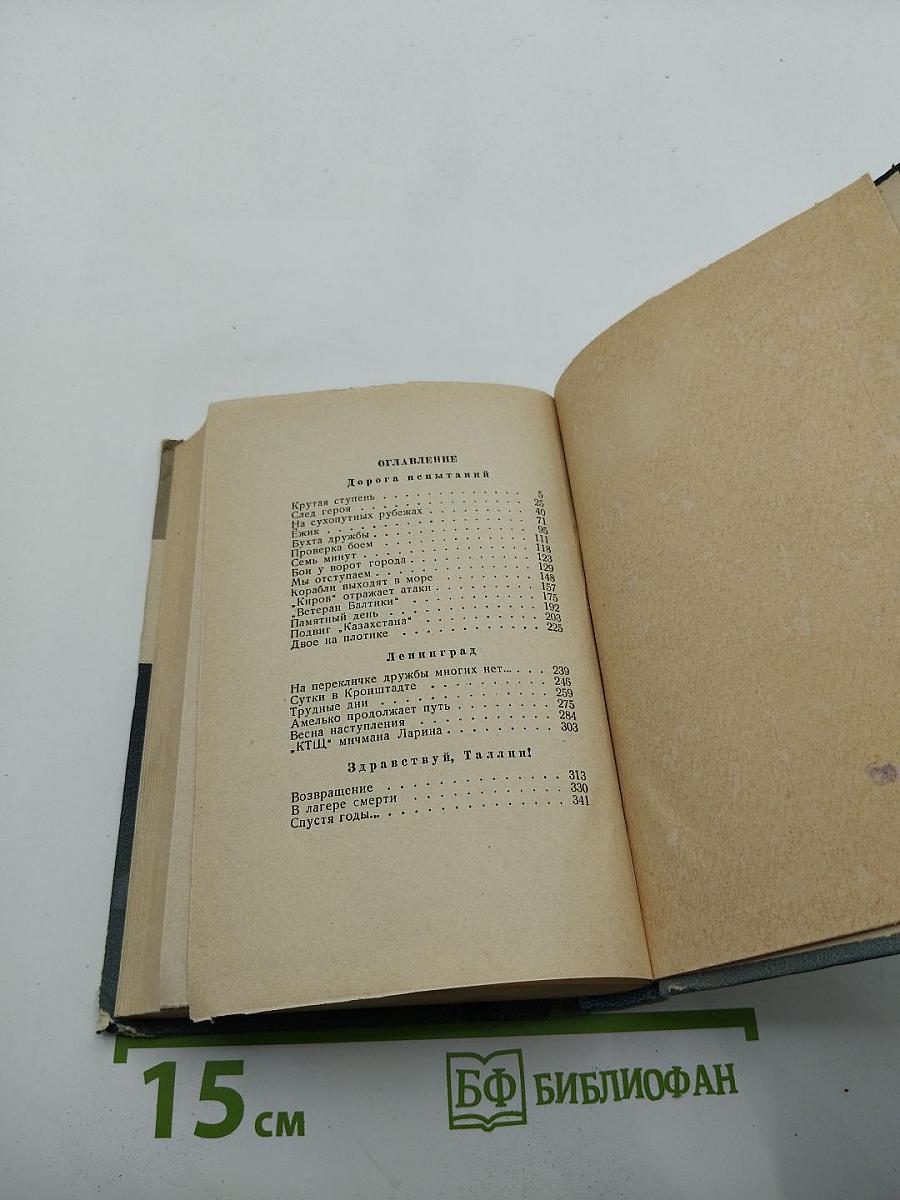 ОГЛАВЛЕНИЕ
Дорога испытаний
Крутая ступень . . . . . . . . . . . 5
След героя . . . . . . . . . . . 25
На сухопутных рубежах . . . . . . . . . . . 40
Ежик . . . . . . . . . . . 71
Бухта дружбы . . . . . . . . . . . 95
Проверка боем . . . . . . . . . . . 111
Семь минут . . . . . . . . . . . 118
Бои у ворот города . . . . . . . . . . . 123
Мы отступаем . . . . . . . . . . . 129
Корабли выходят в море . . . . . . . . . . . 148
„Киров“ отражает атаки . . . . . . . . . . . 157
„Ветеран Балтики“ . . . . . . . . . . . 175
Памятный день . . . . . . . . . . . 192
Подвиг „Казахстана“ . . . . . . . . . . . 203
Двое на плотике . . . . . . . . . . . 225
Ленинград
На перекличке дружбы многих нет... . . . 239
Сутки в Кронштадте . . . . . . . . . . . 246
Трудные дни . . . . . . . . . . . 259
Амелько продолжает путь . . . . . . . . . . . 275
Весна наступления . . . . . . . . . . . 284
„КТЩ“ мичмана Ларина . . . . . . . . . . . 303
Здравствуй, Таллин!
Возвращение . . . . . . . . . . . 313
В лагере смерти . . . . . . . . . . . 330
Спустя годы... . . . . . . . . . . . 341
15 см
БФ БИБЛИОФАН